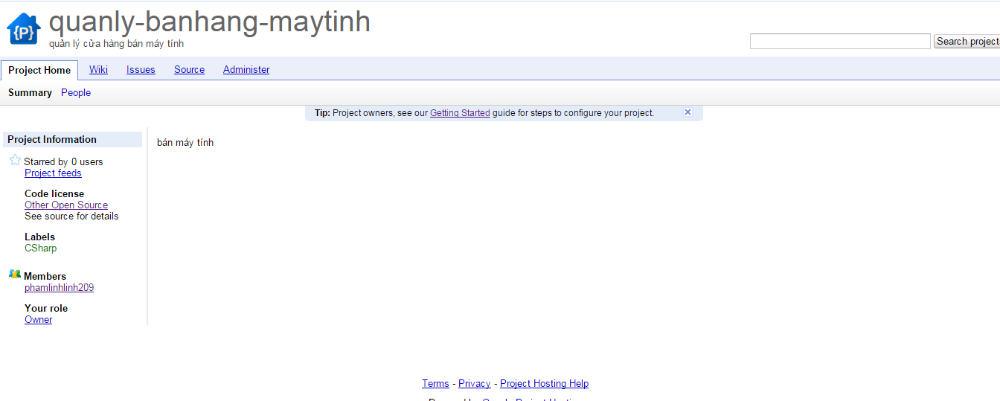 quanly-banhang-maytinh
quản lý cửa hàng bán máy tính
Search project
Project Home Wiki Issues Source Administer
Summary People
Tip: Project owners, see our Getting Started guide for steps to configure your project.
Project Information
bán máy tính
Starred by 0 users
Project feeds
Code license
Other Open Source
See source for details
Labels
CSharp
Members
phamlinhlinh209
Your role
Owner
Terms - Privacy - Project Hosting Help